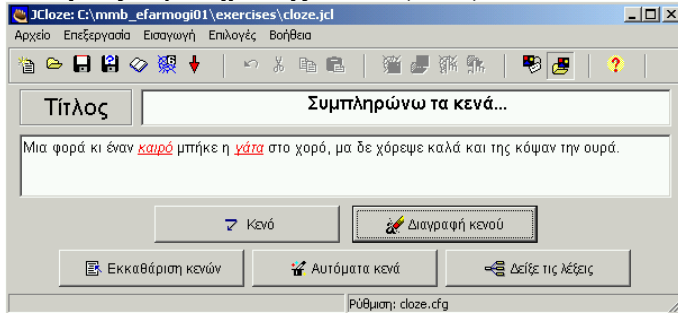 JCloze: C:\mmb_efarmogi01\exercises\cloze.jcl
Αρχείο Επεξεργασία Εισαγωγή Επιλογές Βοήθεια
Τίτλος Συμπληρώνω τα κενά...
Μια φορά κι έναν καιρό μπήκε η γάτα στο χορό, μα δε χόρεψε καλά και της κόψαν την ουρά.
Κενό Διαγραφή κενού
Εκκαθάριση κενών Αυτόματα κενά Δείξε τις λέξεις
Ρύθμιση: cloze.cfg